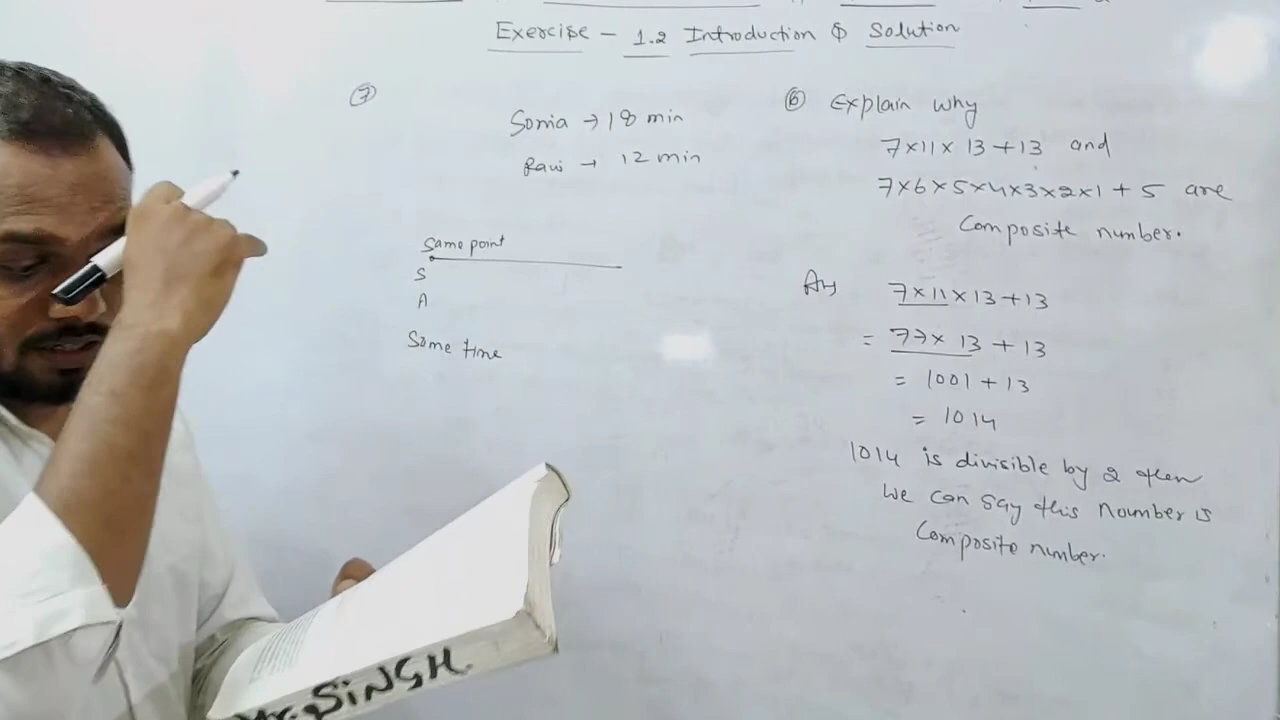 Exercise - 1.2 Introduction & Solution
⑦
Sonia → 18 min
Ravi → 12 min
Same point
S
A
Same time
⑥ Explain why
7×11×13+13 and
7×6×5×4×3×2×1+5 are
Composite number.
Ans 7×11×13+13
= 77×13+13
= 1001+13
= 1014
1014 is divisible by 2 then
we can say this number is
Composite number.
Mr. SiNGH